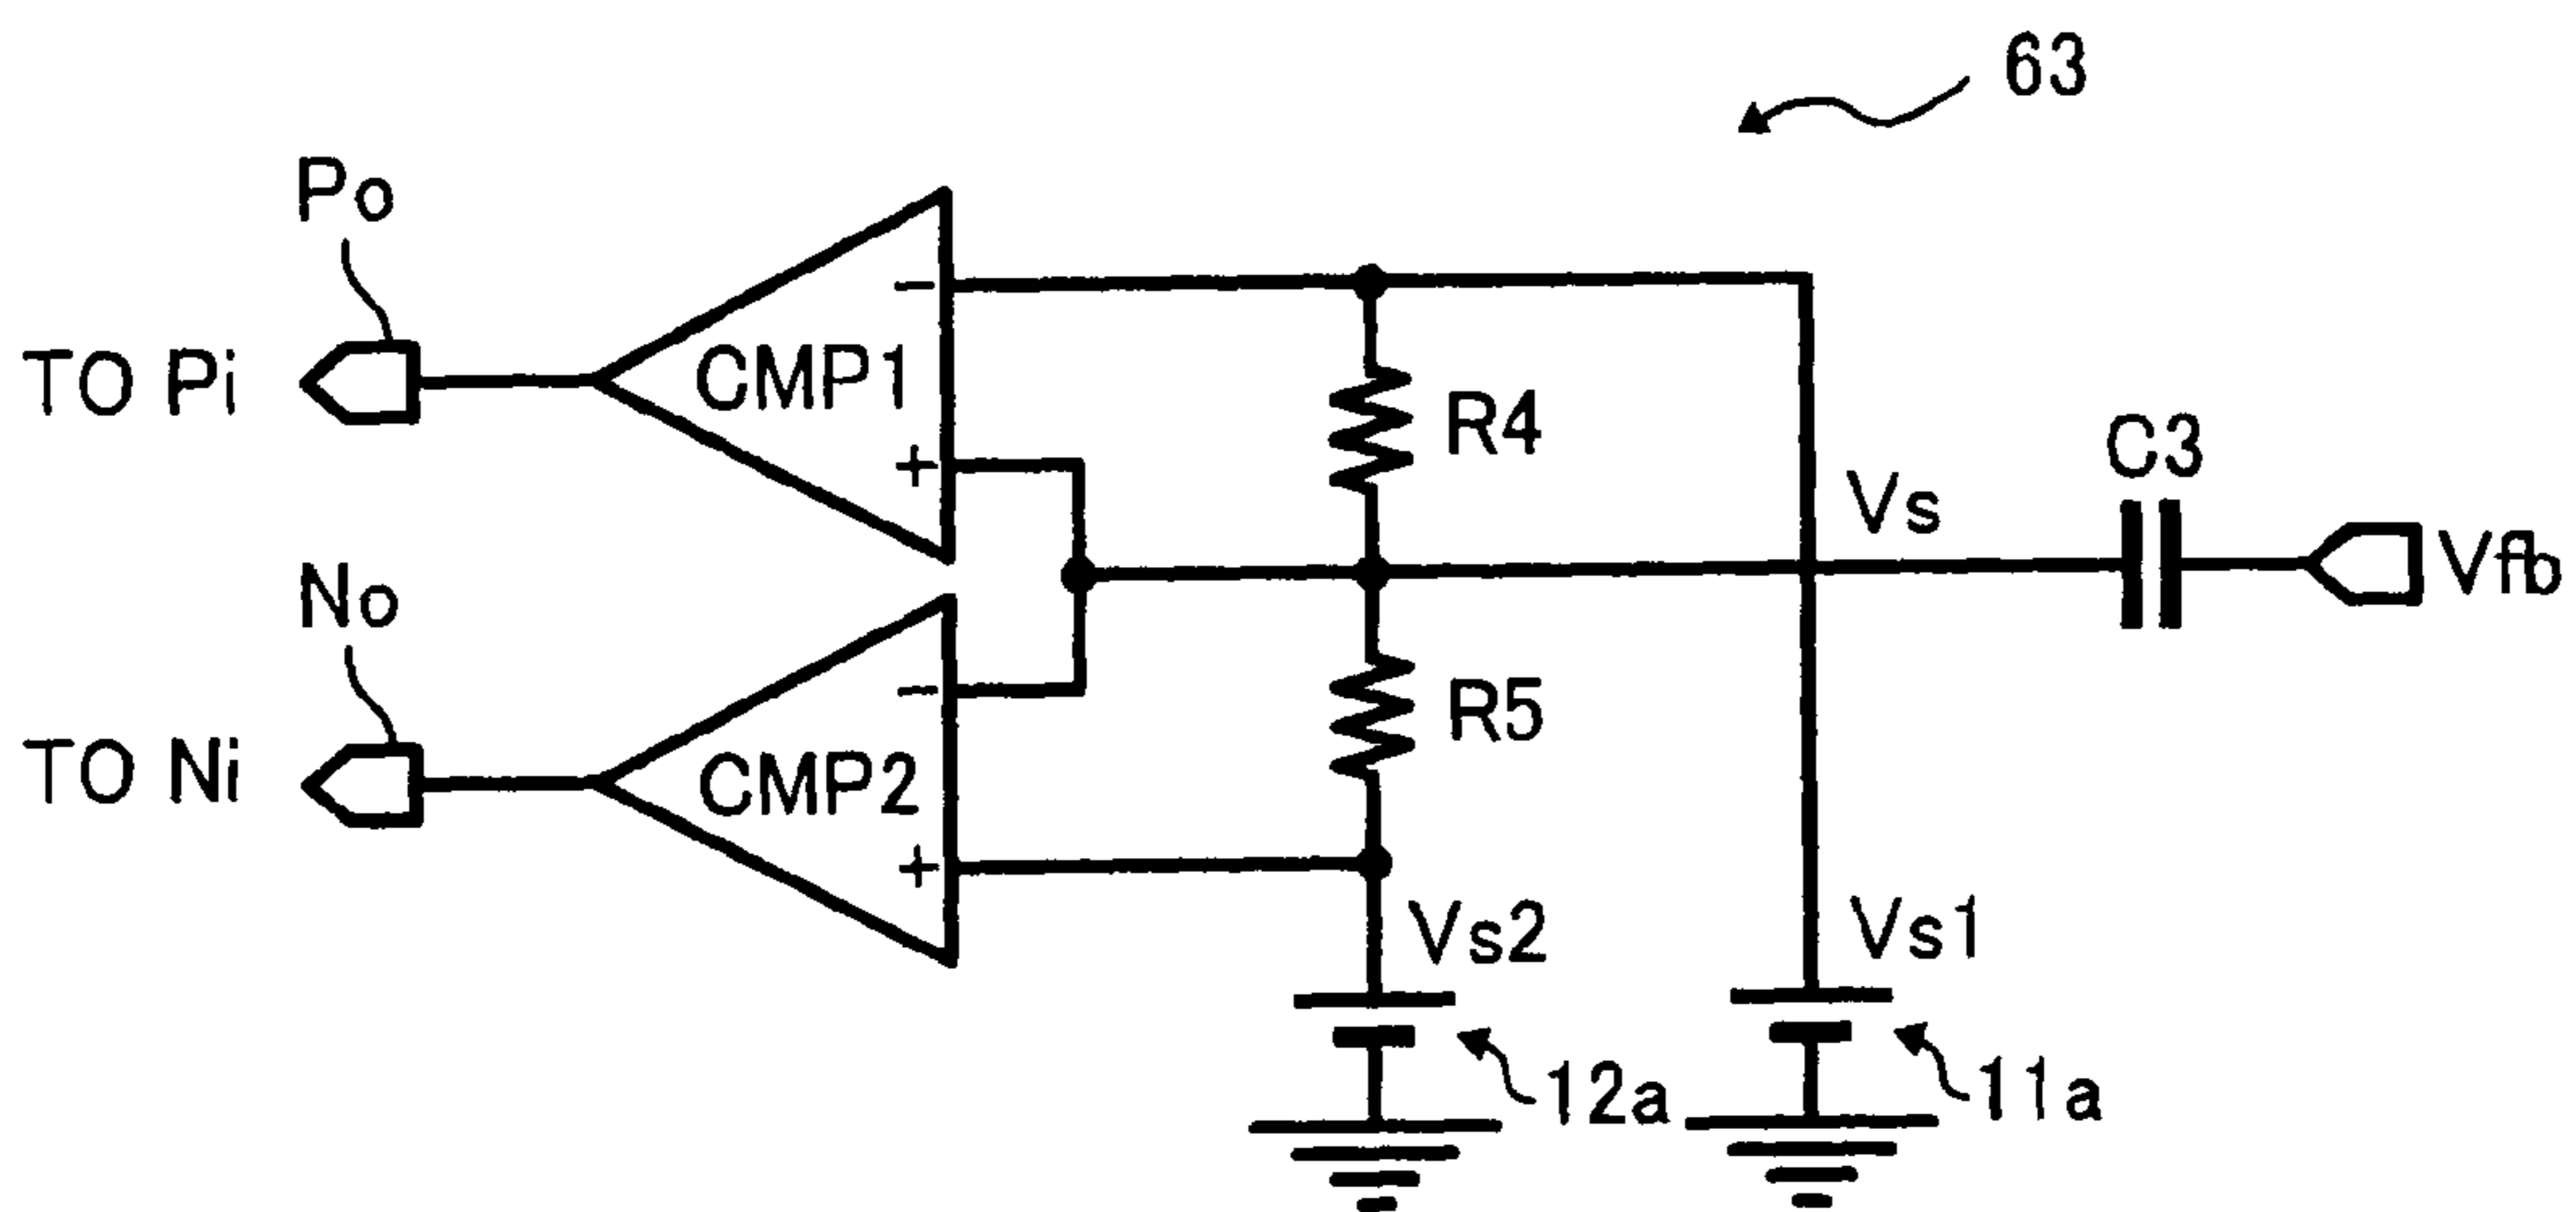 63
Po
TO Pi
CMP1
-
+
R4
Vs
C3
Vfb
No
TO Ni
CMP2
-
+
R5
Vs2
Vs1
12a
11a